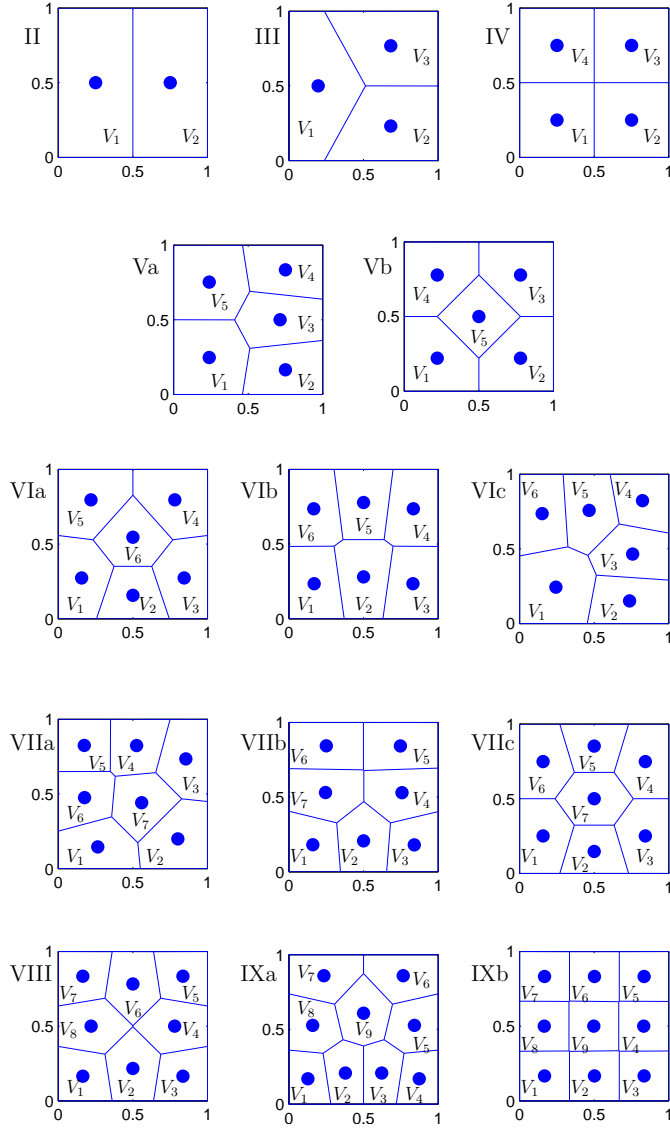 II III IV
1 1 1
V₃ V₄ V₃
0.5 0.5 0.5
V₁ V₂ V₁ V₂ V₁ V₂
0 0 0
0 0.5 1 0 0.5 1 0 0.5 1
Va Vb
1 1
V₅ V₄ V₄ V₃
0.5 V₃ 0.5 V₅
V₁ V₂ V₁ V₂
0 0
0 0.5 1 0 0.5 1
VIa VIb VIc
1 1 1
V₅ V₄ V₆ V₅ V₄ V₆ V₅ V₄
0.5 V₆ 0.5 0.5 V₃
V₁ V₂ V₃ V₁ V₂ V₃ V₁ V₂
0 0 0
0 0.5 1 0 0.5 1 0 0.5 1
VIIa VIIb VIIc
1 1 1
V₅ V₄ V₃ V₆ V₅ V₆ V₅ V₄
0.5 V₆ V₇ 0.5 V₇ V₄ 0.5 V₇
V₁ V₂ V₁ V₂ V₃ V₁ V₂ V₃
0 0 0
0 0.5 1 0 0.5 1 0 0.5 1
VIII IXa IXb
1 1 1
V₇ V₆ V₅ V₇ V₆ V₇ V₆ V₅
0.5 V₈ V₄ 0.5 V₈ V₉ V₅ 0.5 V₈ V₉ V₄
V₁ V₂ V₃ V₁ V₂ V₃ V₄ V₁ V₂ V₃
0 0 0
0 0.5 1 0 0.5 1 0 0.5 1